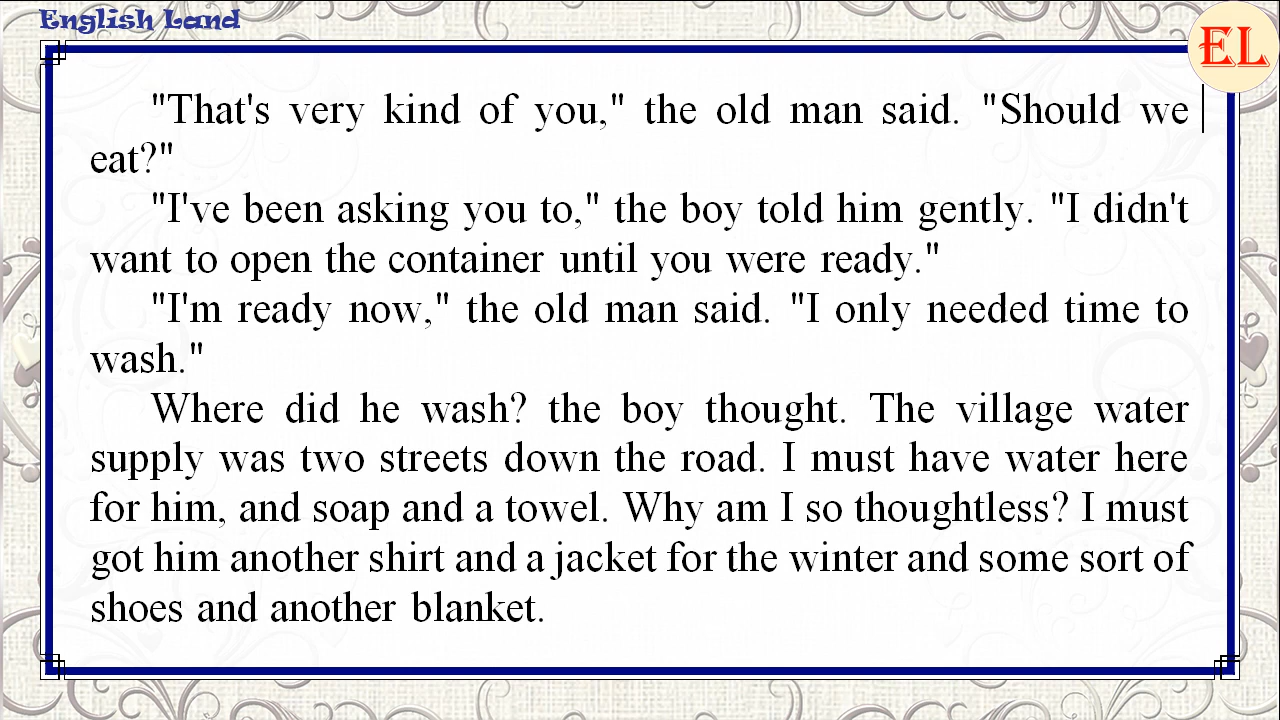 English Land
EL
"That's very kind of you," the old man said. "Should we
eat?"
"I've been asking you to," the boy told him gently. "I didn't
want to open the container until you were ready."
"I'm ready now," the old man said. "I only needed time to
wash."
Where did he wash? the boy thought. The village water
supply was two streets down the road. I must have water here
for him, and soap and a towel. Why am I so thoughtless? I must
got him another shirt and a jacket for the winter and some sort of
shoes and another blanket.